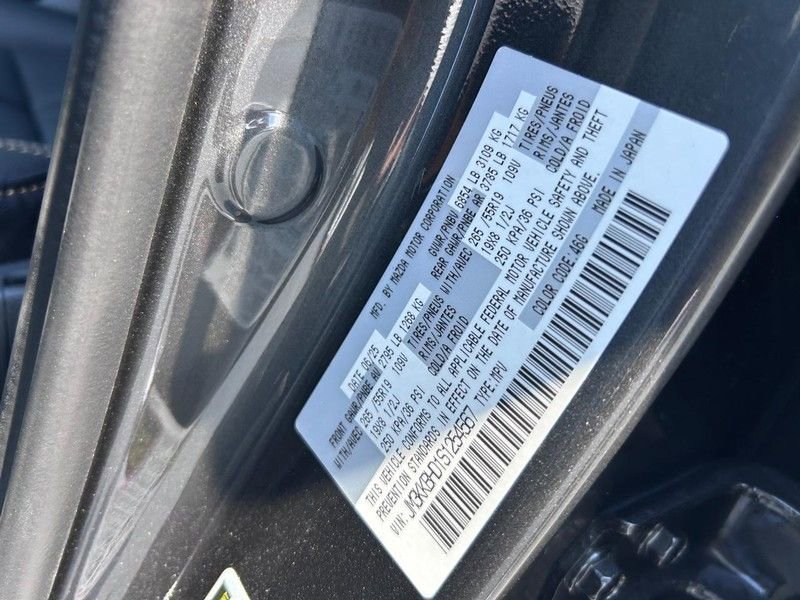 MFD. BY MAZDA MOTOR CORPORATION
DATE 06/25 GVWR/PNBV 6854 LB 3109 KG
FRONT GAWR/PNBE AV 2795 LB 1268 KG REAR GAWR/PNBE AR 3785 LB 1717 KG
WITH/AVEC 265 /55R19 109V TIRES/PNEUS WITH/AVEC 265 /55R19 109V TIRES/PNEUS
19X8 1/2J RIMS/JANTES 19X8 1/2J RIMS/JANTES
250 KPA/36 PSI COLD/A FROID 250 KPA/36 PSI COLD/A FROID
THIS VEHICLE CONFORMS TO ALL APPLICABLE FEDERAL MOTOR VEHICLE SAFETY AND THEFT
PREVENTION STANDARDS IN EFFECT ON THE DATE OF MANUFACTURE SHOWN ABOVE.
VIN: TYPE:MPV COLOR CODE:46G MADE IN JAPAN